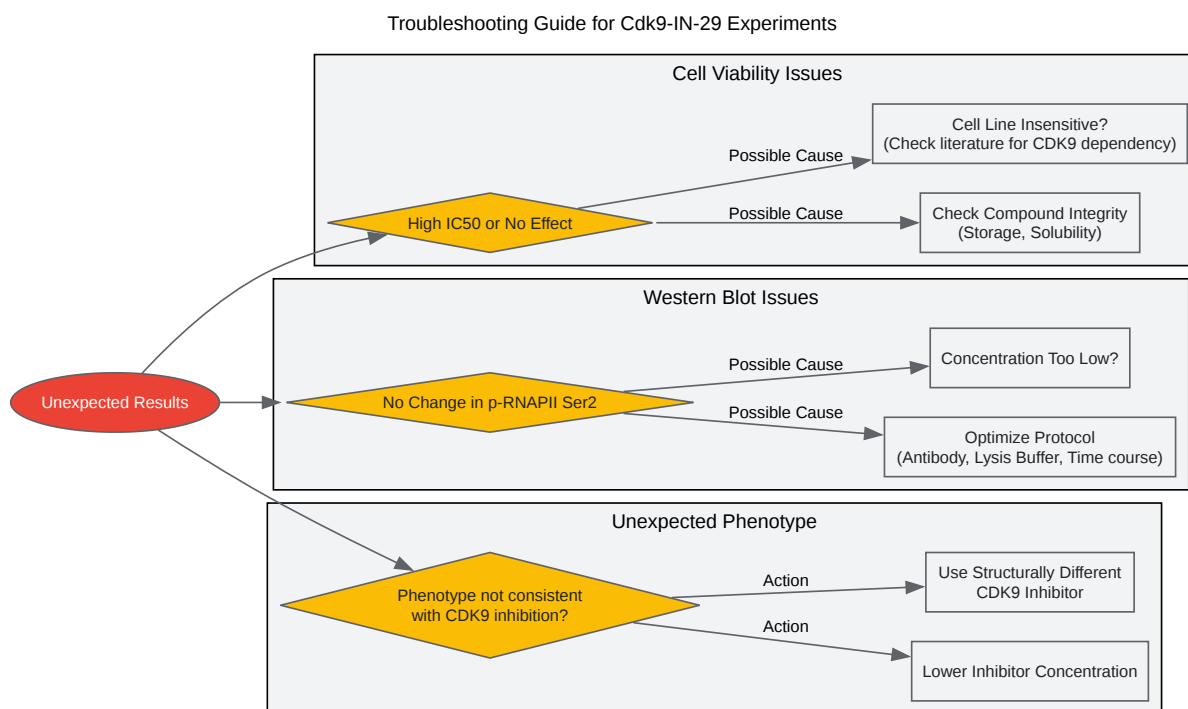 Troubleshooting Guide for Cdk9-IN-29 Experiments
Cell Viability Issues
Cell Line Insensitive?
(Check literature for CDK9 dependency)
Possible Cause
High IC50 or No Effect
Possible Cause
Check Compound Integrity
(Storage, Solubility)
Western Blot Issues
Concentration Too Low?
Possible Cause
Unexpected Results
No Change in p-RNAPII Ser2
Possible Cause
Optimize Protocol
(Antibody, Lysis Buffer, Time course)
Unexpected Phenotype
Phenotype not consistent
with CDK9 inhibition?
Action
Use Structurally Different
CDK9 Inhibitor
Action
Lower Inhibitor Concentration